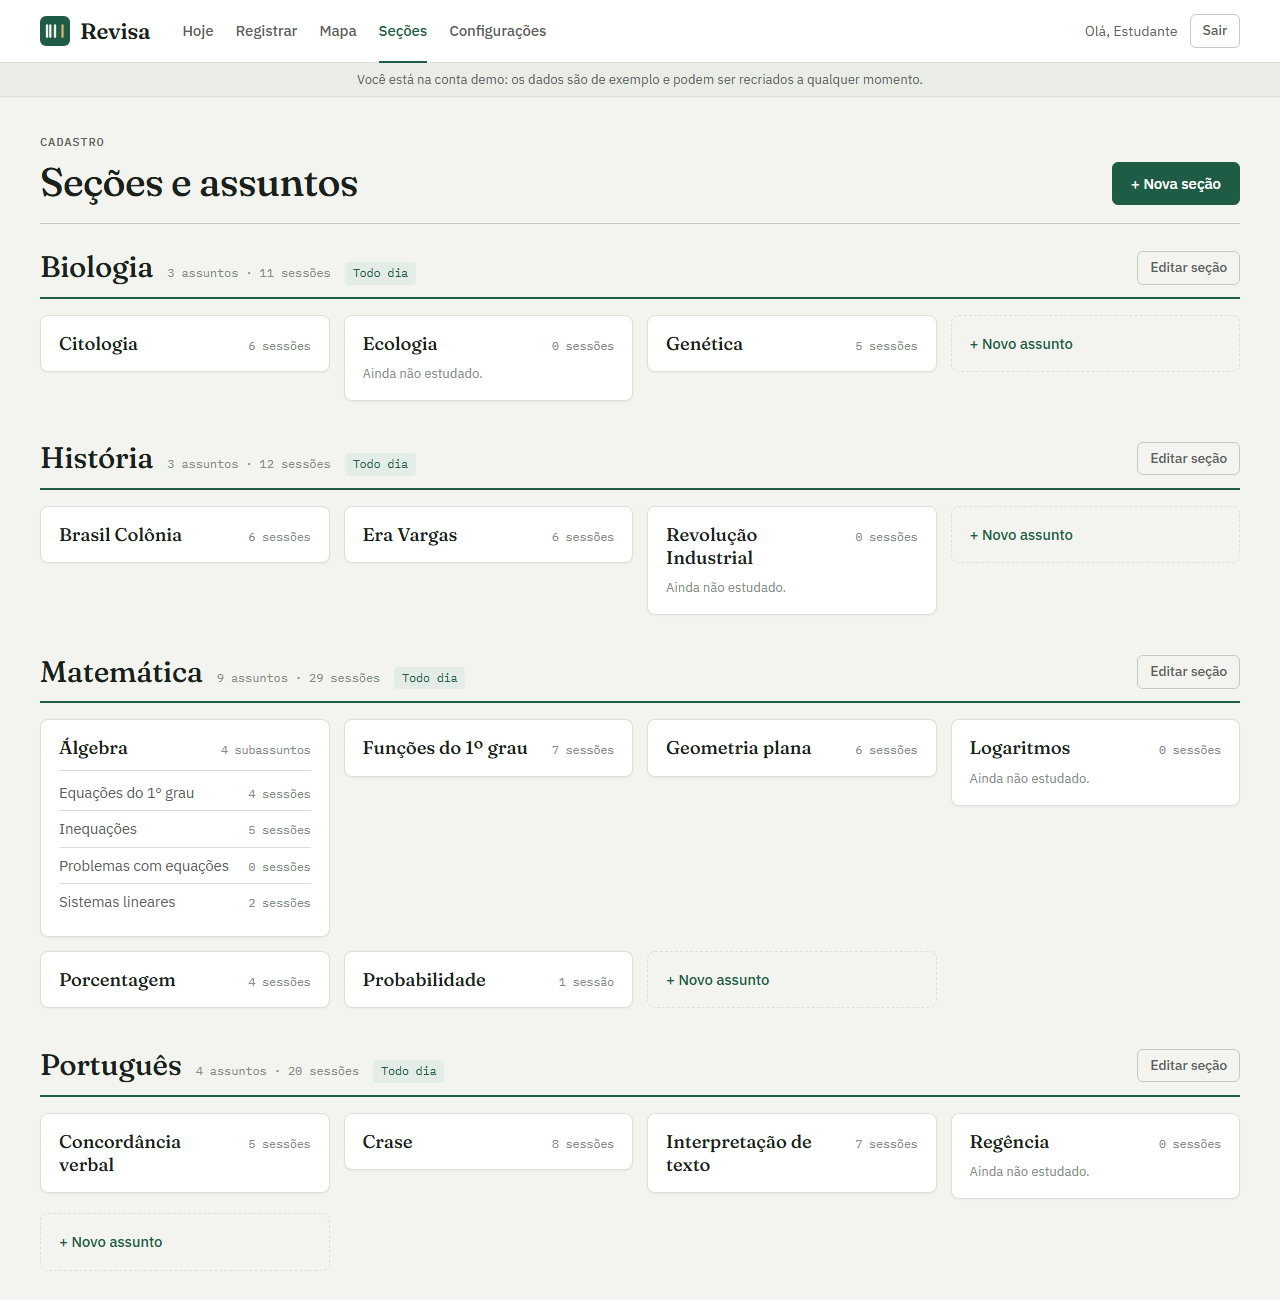 Revisa
Hoje
Registrar
Mapa
Seções
Configurações
Olá, Estudante
Sair
Você está na conta demo: os dados são de exemplo e podem ser recriados a qualquer momento.
CADASTRO
Seções e assuntos
+ Nova seção
Biologia
3 assuntos · 11 sessões
Todo dia
Editar seção
Citologia
6 sessões
Ecologia
0 sessões
Ainda não estudado.
Genética
5 sessões
+ Novo assunto
História
3 assuntos · 12 sessões
Todo dia
Editar seção
Brasil Colônia
6 sessões
Era Vargas
6 sessões
Revolução
Industrial
0 sessões
Ainda não estudado.
+ Novo assunto
Matemática
9 assuntos · 29 sessões
Todo dia
Editar seção
Álgebra
4 subassuntos
Equações do 1º grau
4 sessões
Inequações
5 sessões
Problemas com equações
0 sessões
Sistemas lineares
2 sessões
Funções do 1º grau
7 sessões
Geometria plana
6 sessões
Logaritmos
0 sessões
Ainda não estudado.
Porcentagem
4 sessões
Probabilidade
1 sessão
+ Novo assunto
Português
4 assuntos · 20 sessões
Todo dia
Editar seção
Concordância
verbal
5 sessões
Crase
8 sessões
Interpretação de
texto
7 sessões
Regência
0 sessões
Ainda não estudado.
+ Novo assunto